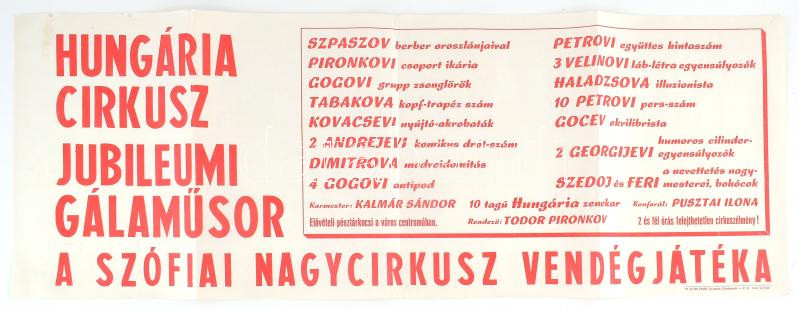 HUNGÁRIA
CIRKUSZ
JUBILEUMI
GÁLAMŰSOR
SZPASZOV berber oroszlánjaival
PIRONKOVI csoport ikária
GOGOVI grupp zsonglőrök
TABAKOVA kopf-trapéz szám
KOVACSEVI nyújtó-akrobaták
2 ANDREJEVI komikus drót-szám
DIMITROVA medveidomítás
4 GOGOVI antipod
PETROVI együttes hintaszám
3 VELINOVI láb-létra egyensúlyozók
HALADZSOVA illuzionista
10 PETROVI pers-szám
GOCEV ekvilibrista
2 GEORGIJEVI humoros cilinder-
egyensúlyozók
SZEDOJ és FERI a nevettetés nagy-
mesterei, bohócok
Karmester: KALMÁR SÁNDOR 10 tagú Hungária zenekar Konferál: PUSZTAI ILONA
Elővételi pénztárkocsi a város centrumában. Rendező: TODOR PIRONKOV 2 és fél órás felejthetetlen cirkuszélmény!
A SZÓFIAI NAGYCIRKUSZ VENDÉGJÁTÉKA